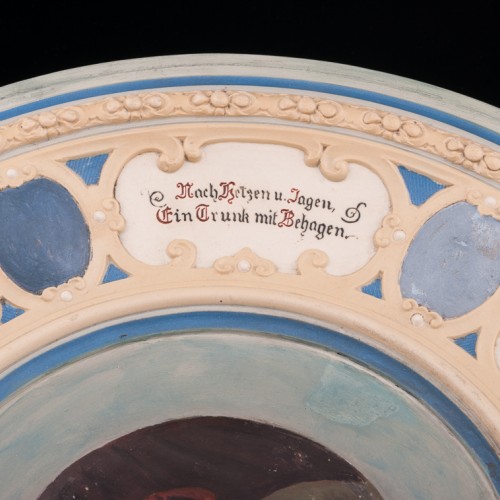 Nach Hetzen u. Jagen,
Ein Trunk mit Behagen.